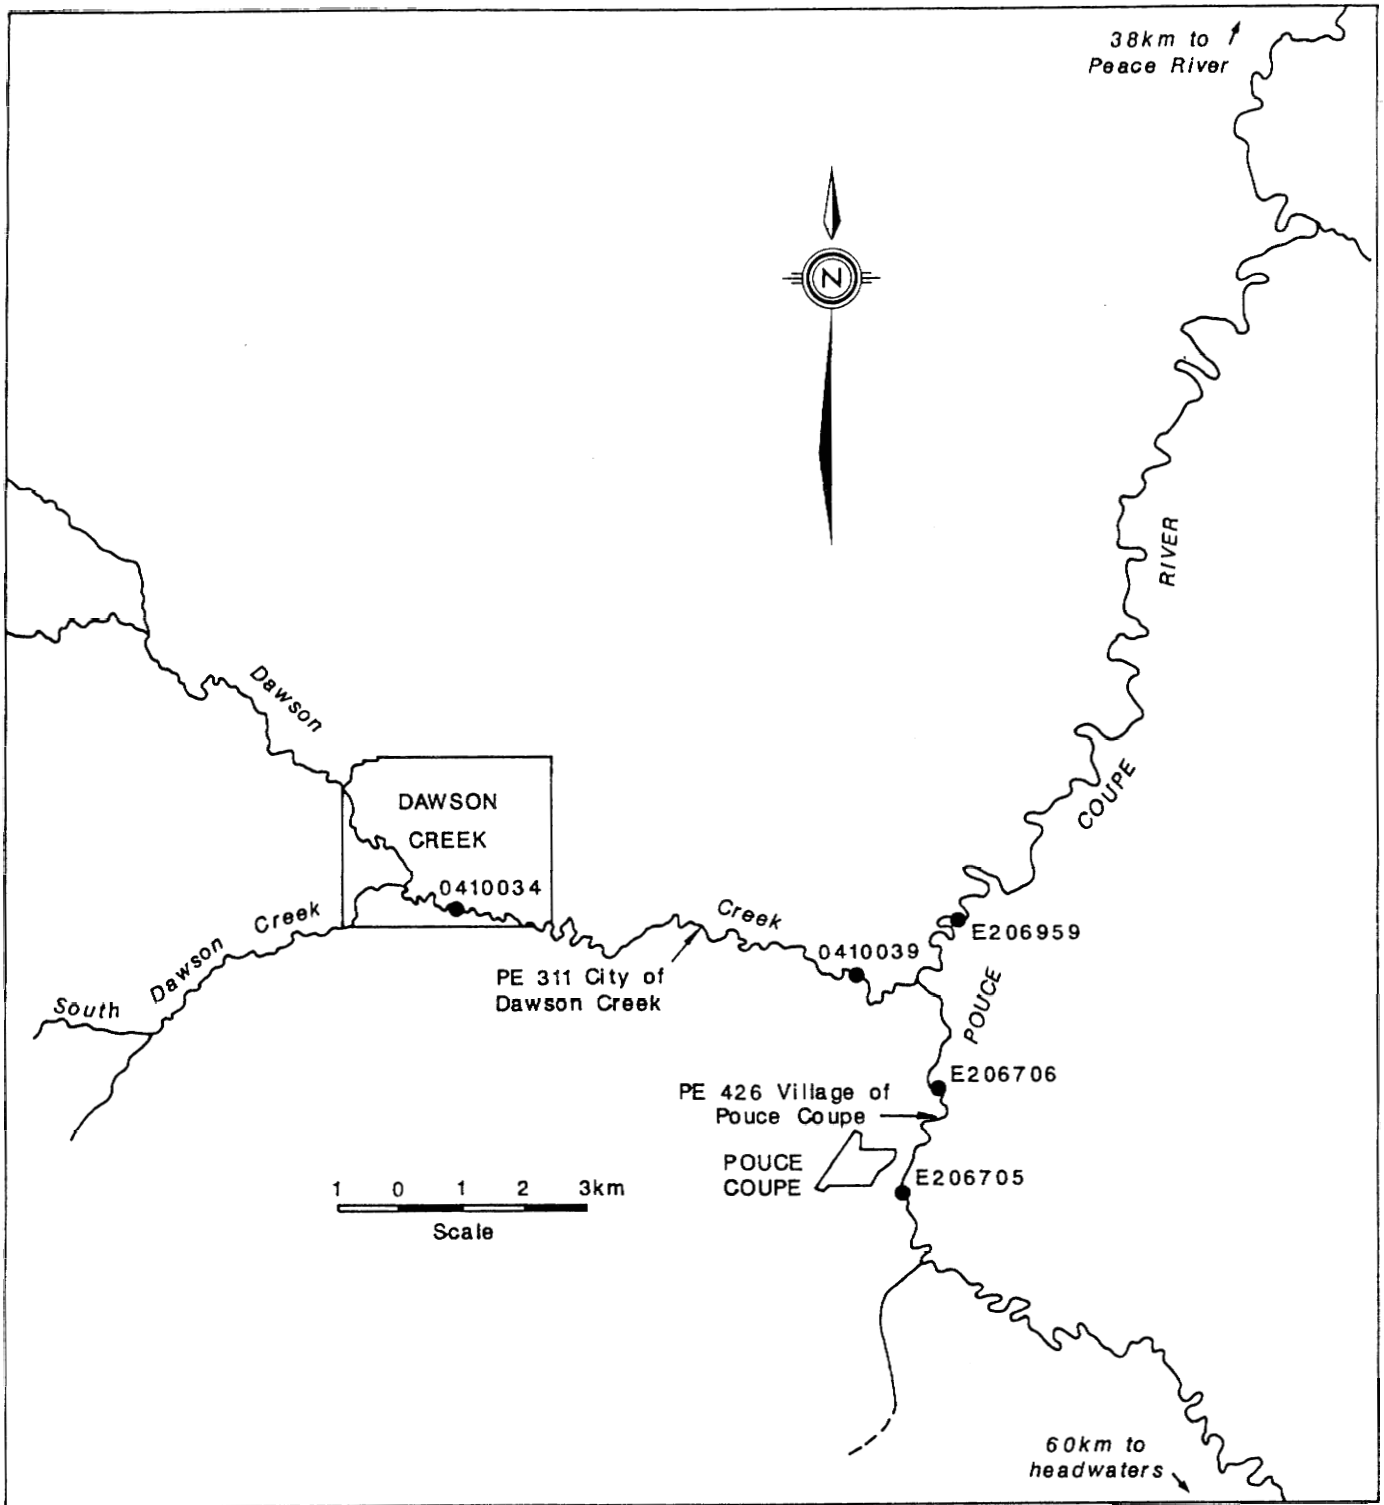 38km to
Peace River
N
RIVER
Dawson
COUPE
DAWSON
CREEK
0410034
Creek
Creek
E206959
0410039
Dawson
PE 311 City of
Dawson Creek
POUCE
South
E206706
PE 426 Village of
Pouce Coupe
POUCE
COUPE
E206705
1 0 1 2 3km
Scale
60km to
headwaters